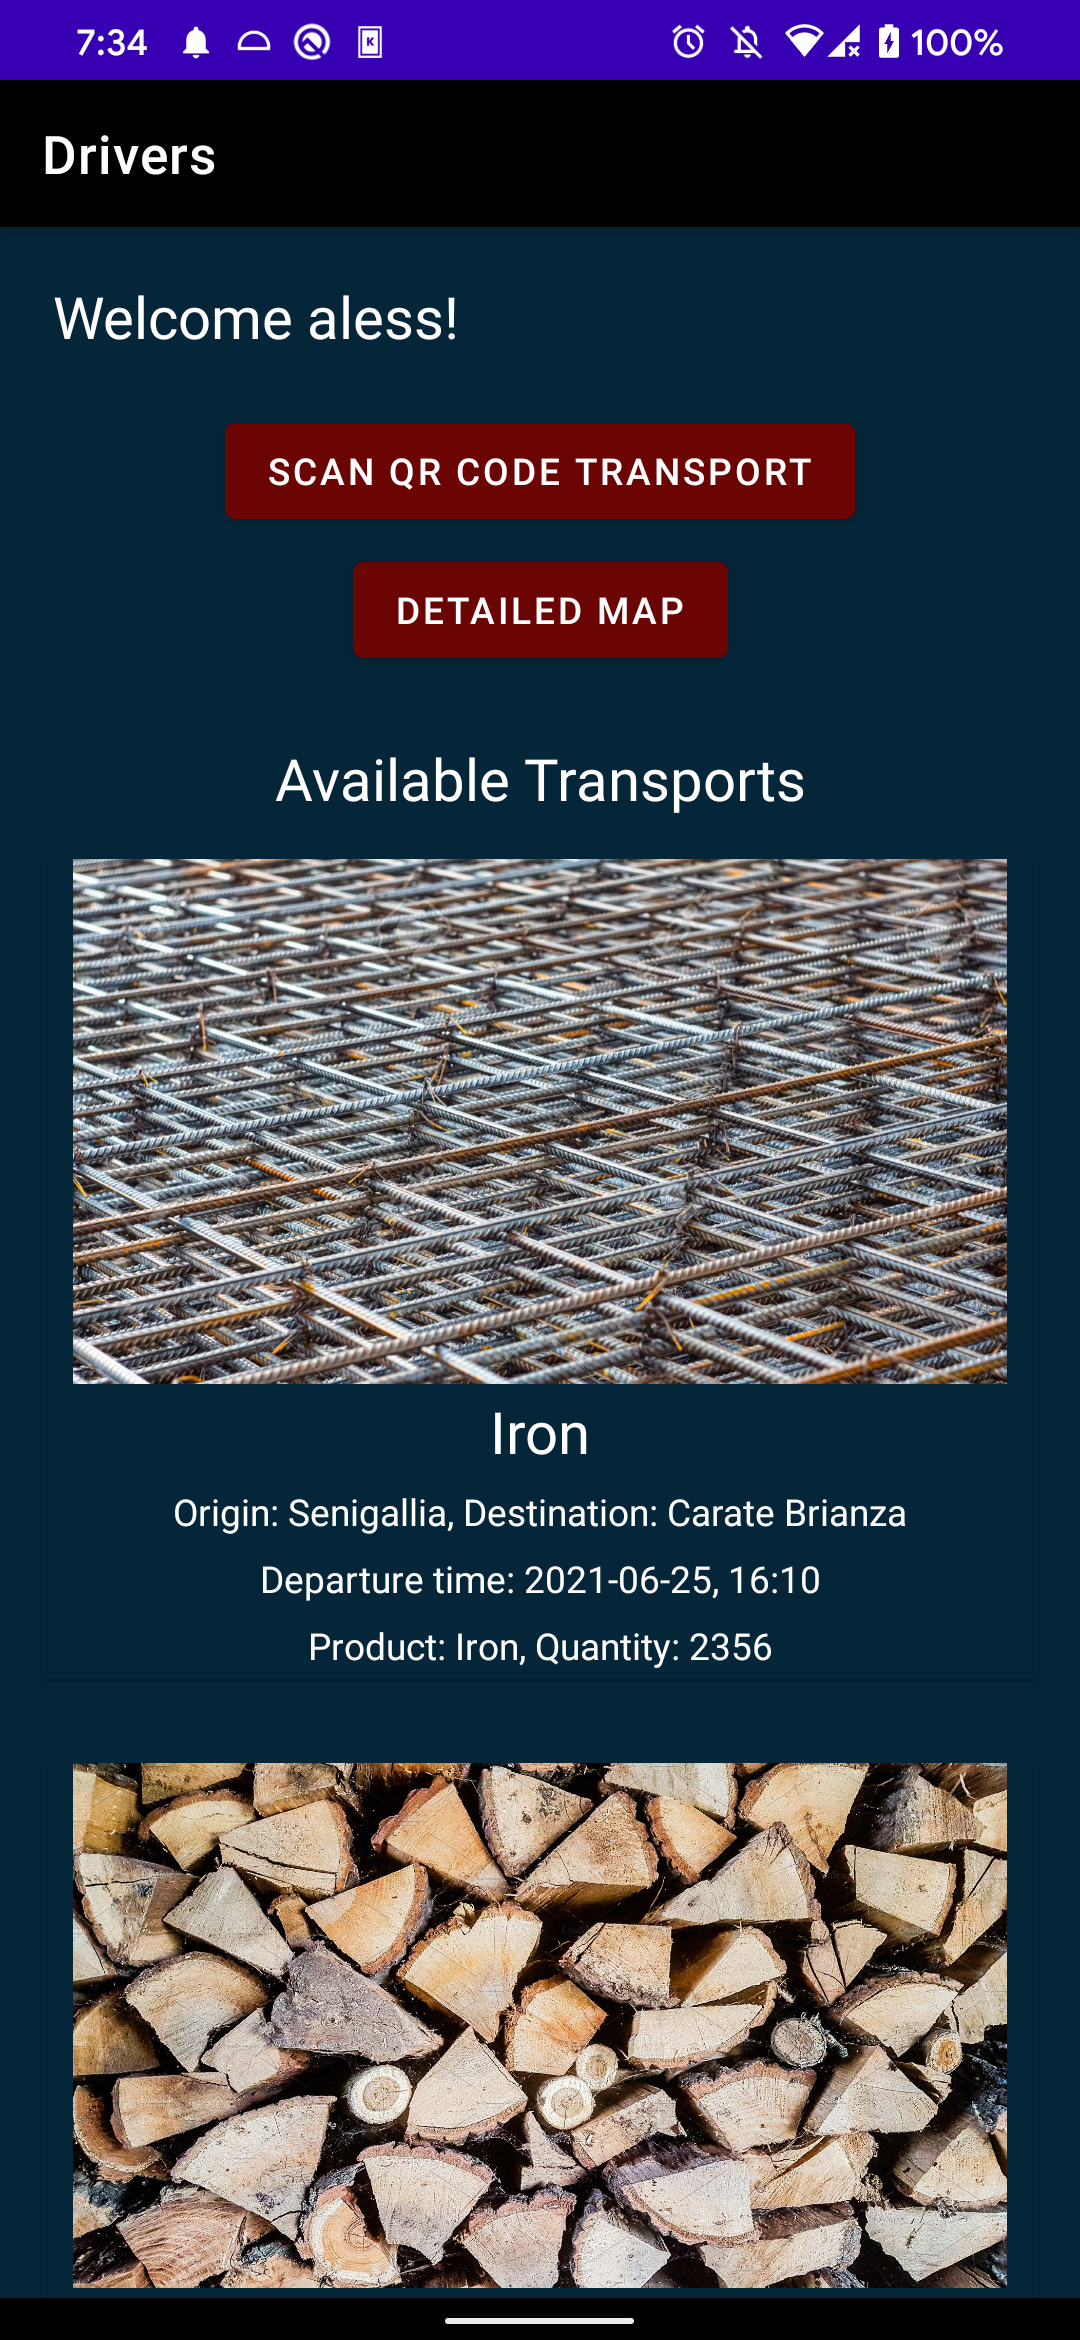 7:34
100%
Drivers
Welcome aless!
SCAN QR CODE TRANSPORT
DETAILED MAP
Available Transports
Iron
Origin: Senigallia, Destination: Carate Brianza
Departure time: 2021-06-25, 16:10
Product: Iron, Quantity: 2356